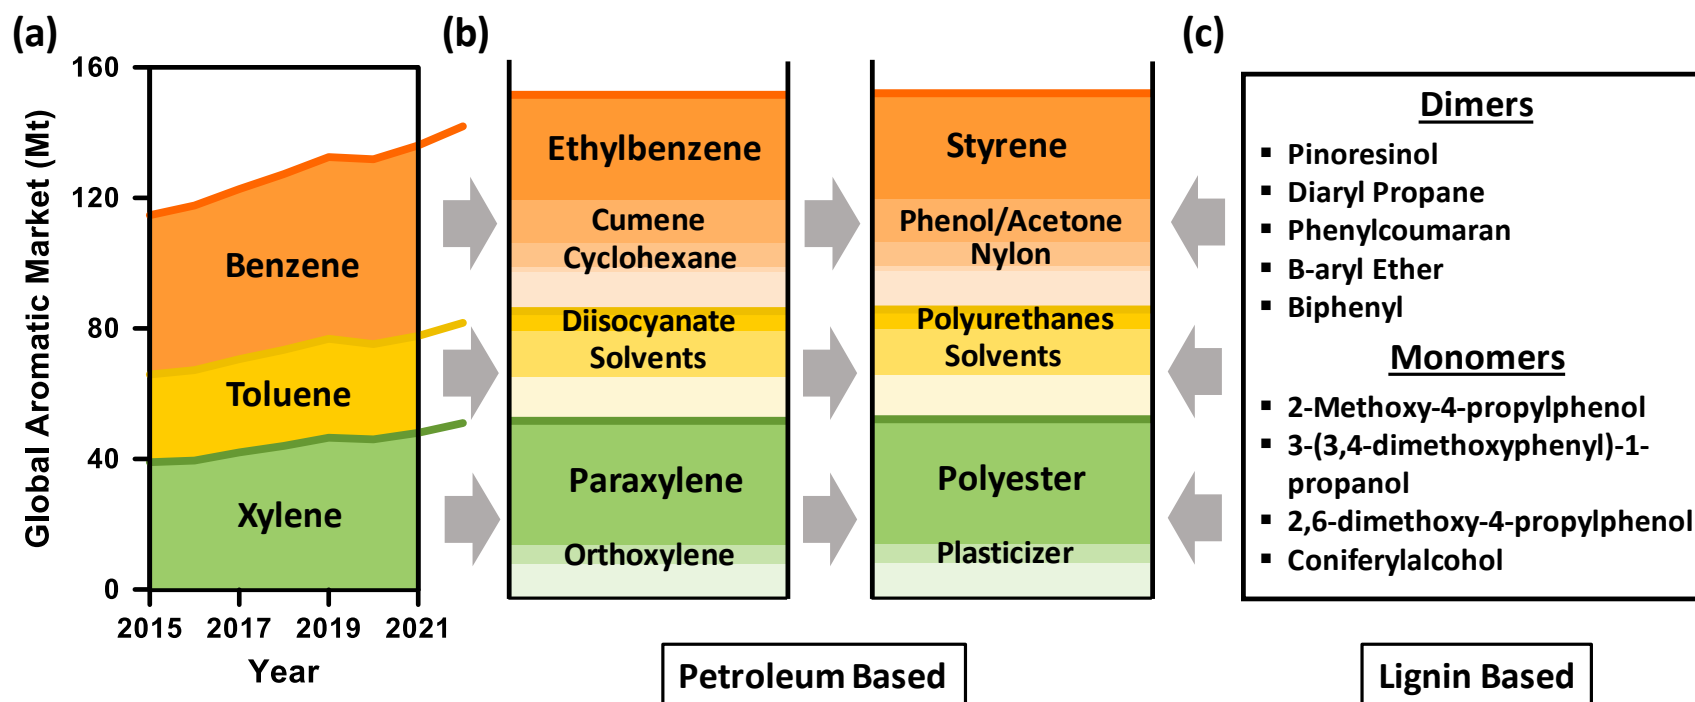 (a)
Global Aromatic Market (Mt)
160
120
80
40
0
Benzene
Toluene
Xylene
2015 2017 2019 2021
Year
(b)
Ethylbenzene
Cumene
Cyclohexane
Diisocyanate
Solvents
Paraxylene
Orthoxylene
Styrene
Phenol/Acetone
Nylon
Polyurethanes
Solvents
Polyester
Plasticizer
Petroleum Based
(c)
Dimers
▪ Pinoresinol
▪ Diaryl Propane
▪ Phenylcoumaran
▪ B-aryl Ether
▪ Biphenyl
Monomers
▪ 2-Methoxy-4-propylphenol
▪ 3-(3,4-dimethoxyphenyl)-1-
propanol
▪ 2,6-dimethoxy-4-propylphenol
▪ Coniferylalcohol
Lignin Based